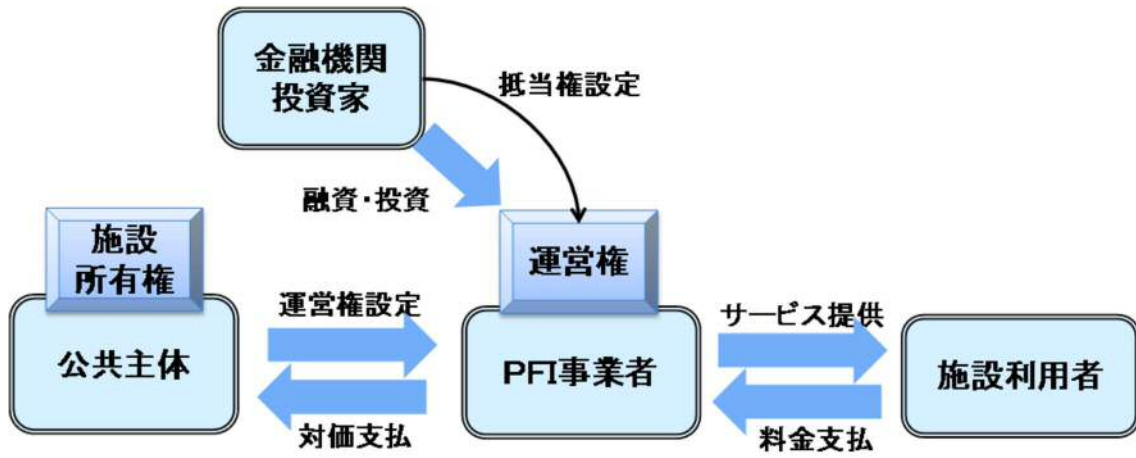 金融機関
投資家
抵当権設定
融資・投資
施設
所有権
運営権
運営権設定
サービス提供
公共主体
PFI事業者
施設利用者
対価支払
料金支払